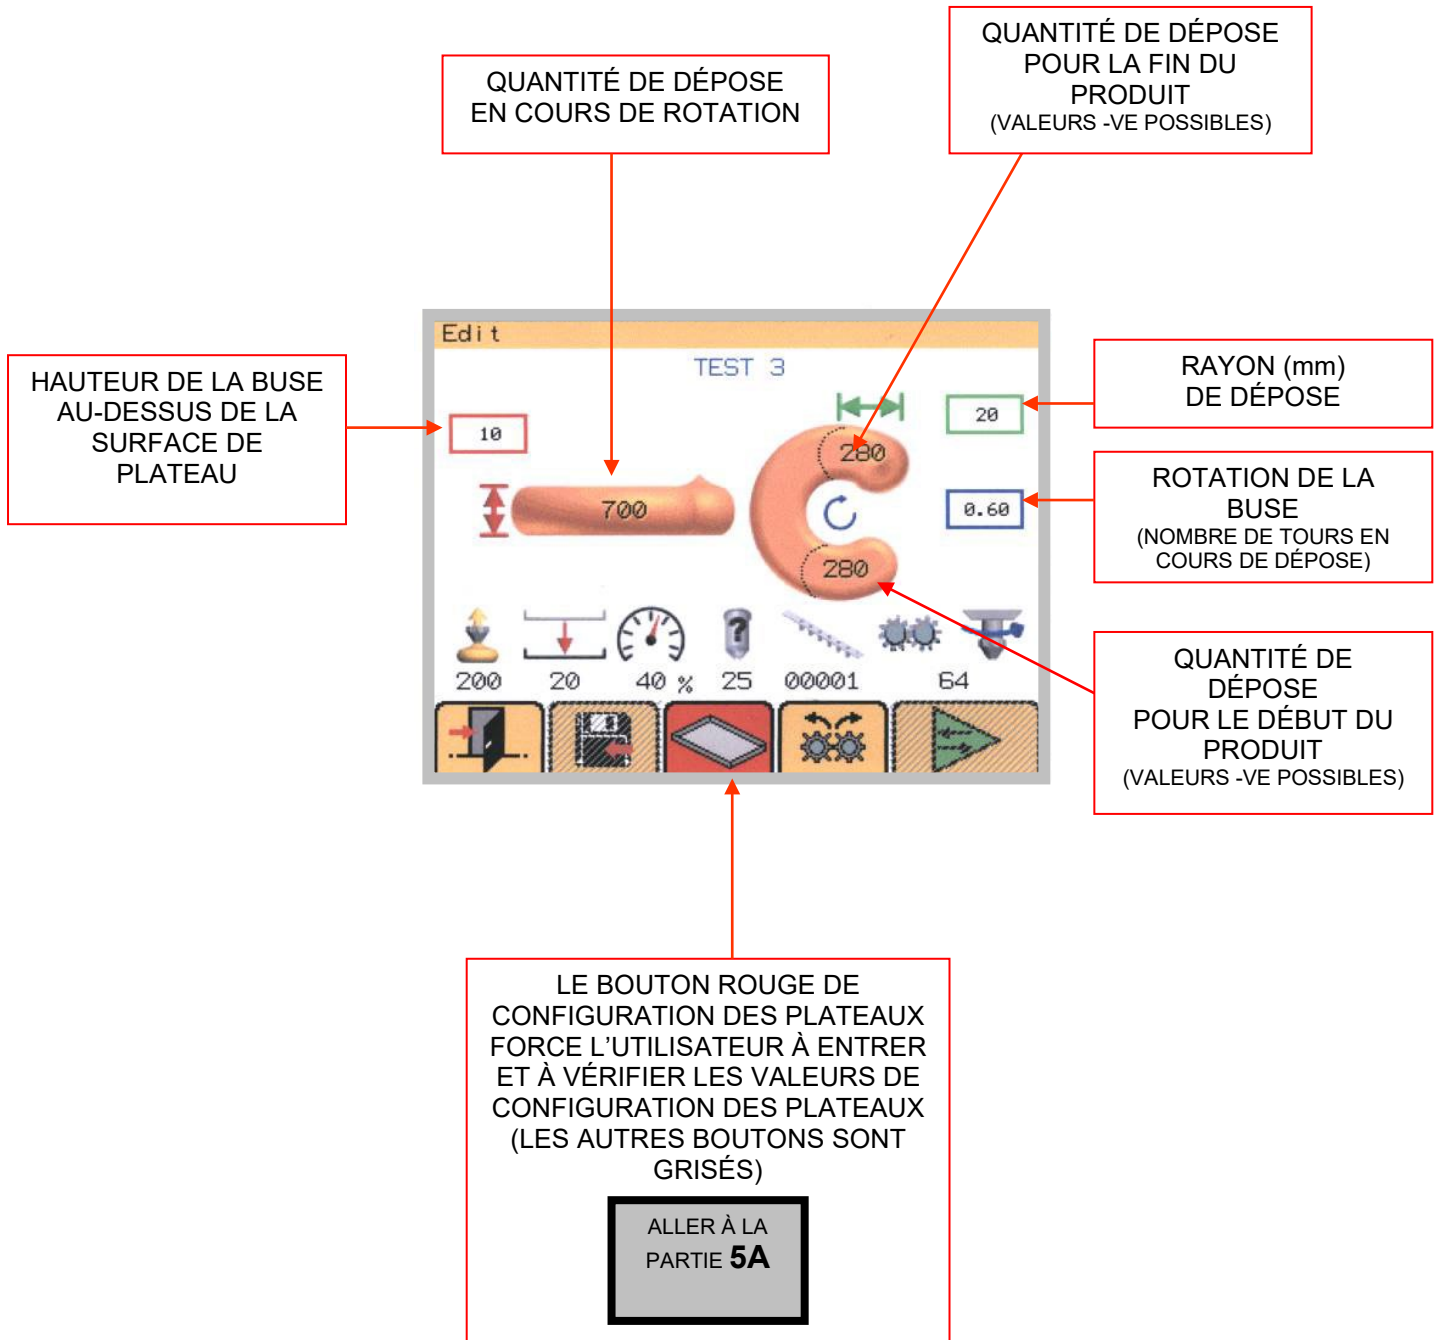 QUANTITÉ DE DÉPOSE
POUR LA FIN DU
PRODUIT
(VALEURS -VE POSSIBLES)
QUANTITÉ DE DÉPOSE
EN COURS DE ROTATION
HAUTEUR DE LA BUSE
AU-DESSUS DE LA
SURFACE DE
PLATEAU
Edit
TEST 3
10
20
280
700
0.60
280
200
20
40 %
25
00001
64
?
RAYON (mm)
DE DÉPOSE
ROTATION DE LA
BUSE
(NOMBRE DE TOURS EN
COURS DE DÉPOSE)
QUANTITÉ DE
DÉPOSE
POUR LE DÉBUT DU
PRODUIT
(VALEURS -VE POSSIBLES)
LE BOUTON ROUGE DE
CONFIGURATION DES PLATEAUX
FORCE L’UTILISATEUR À ENTRER
ET À VÉRIFIER LES VALEURS DE
CONFIGURATION DES PLATEAUX
(LES AUTRES BOUTONS SONT
GRISÉS)
ALLER À LA
PARTIE 5A